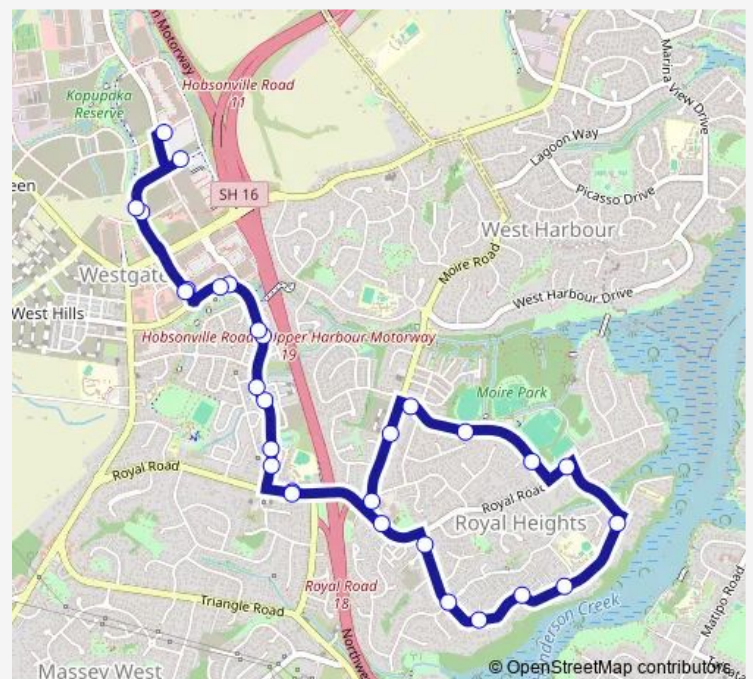 n Motorway
Hobsonville Road
11
Kopupaka
Reserve
Marina View Drive
Lagoon Way
een
SH 16
Picasso Drive
West Harbour
Moire Road
Westgate
West Harbour Drive
West Hills
Hobsonville Road
Upper Harbour Motorway
19
Moire Park
Royal Road
Royal Road
Royal Heights
Royal Road
18
Triangle Road
Matipo Road
nderson Creek
Northwe
Massey West
© OpenStreetMap contributors